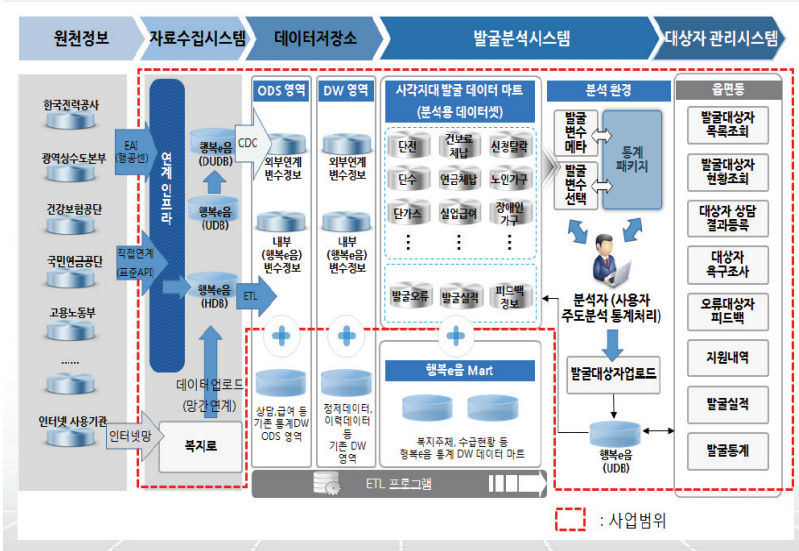 원천정보
자료수집시스템
데이터저장소
발굴분석시스템
대상자 관리시스템
한국전력공사
광역상수도본부
건강보험공단
국민연금공단
고용노동부
......
인터넷 사용기관
EAI
(행공센)
직접연계
(표준API)
인터넷망
연계 인프라
행복e음
(DUDB)
행복e음
(UDB)
행복e음
(HDB)
데이터업로드
(망간연계)
복지로
CDC
ETL
ODS 영역
외부연계
변수정보
내부
(행복e음)
변수정보
상담,급여 등
기존 통계DW
ODS 영역
DW 영역
외부연계
변수정보
내부
(행복e음)
변수정보
정저데이터,
이력데이터
등
기존 DW
영역
사각지대 발굴 데이터 마트
(분석용 데이터셋)
단전
건보료
체납
신청탈락
단수
연금체납
노인가구
단가스
실업급여
장애인
가구
발굴오류
발굴실적
피드백
정보
행복e음 Mart
복지주체, 수급현황 등
행복e음 통계 DW 데이터 마트
ETL 프로그램
분석 환경
발굴
변수
메타
발굴
변수
선택
통계
패키지
분석자 (사용자
주도분석 통계처리)
발굴대상자업로드
행복e음
(UDB)
읍면동
발굴대상자
목록조회
발굴대상자
현황조회
대상자 상담
결과등록
대상자
욕구조사
오류대상자
피드백
지원내역
발굴실적
발굴통계
: 사업범위